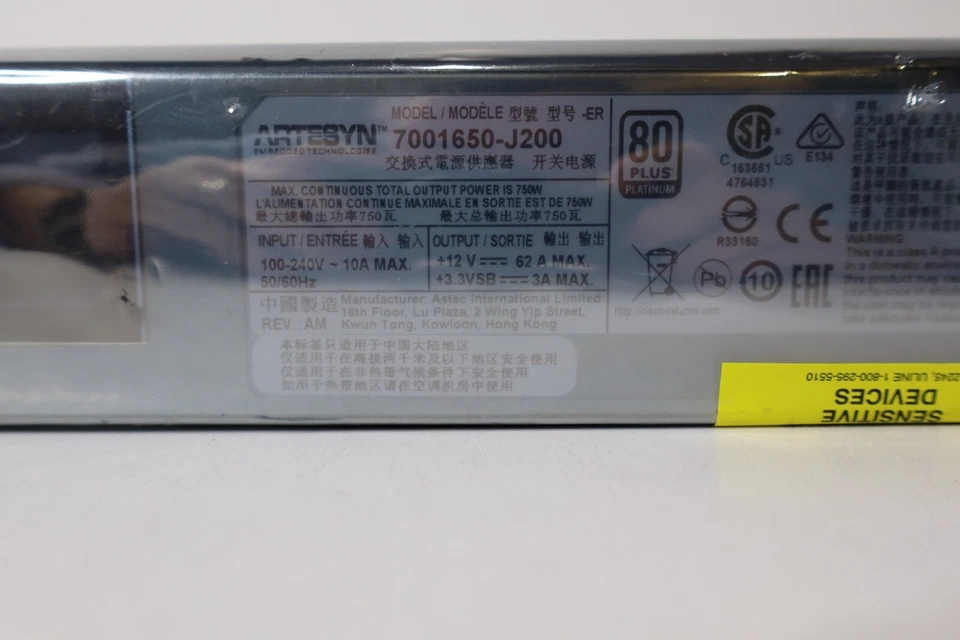 MODEL / MODÈLE 型號 型号 -ER
ARTESYN™
EMBEDDED TECHNOLOGIES
7001650-J200
交換式電源供應器 开关电源
MAX. CONTINUOUS TOTAL OUTPUT POWER IS 750W
L'ALIMENTATION CONTINUE MAXIMALE EN SORTIE EST DE 750W
最大總輸出功率750瓦 最大总输出功率750瓦
INPUT / ENTRÉE 輸入 输入
100-240V ~ 10A MAX.
50/60Hz
OUTPUT / SORTIE 輸出 输出
+12 V 62 A MAX.
+3.3VSB 3A MAX.
中國製造
REV.: AM
Manufacturer: Astec International Limited
16th Floor, Lu Plaza, 2 Wing Yip Street,
Kwun Tong, Kowloon, Hong Kong
本标签只适用于中国大陆地区
仅适用于在海拔两千米及以下地区安全使用
仅适用于在非热带气候条件下安全使用
如用于热带地区请在空调机房中使用
80
PLUS
PLATINUM
C US
163681
4764631
E134
R33160
CE
Pb
10
EAC
声明
This is a class A
In a domestic
this product may
2245, ULINE 1-800-295-5510
DEVICES
SENSITIVE